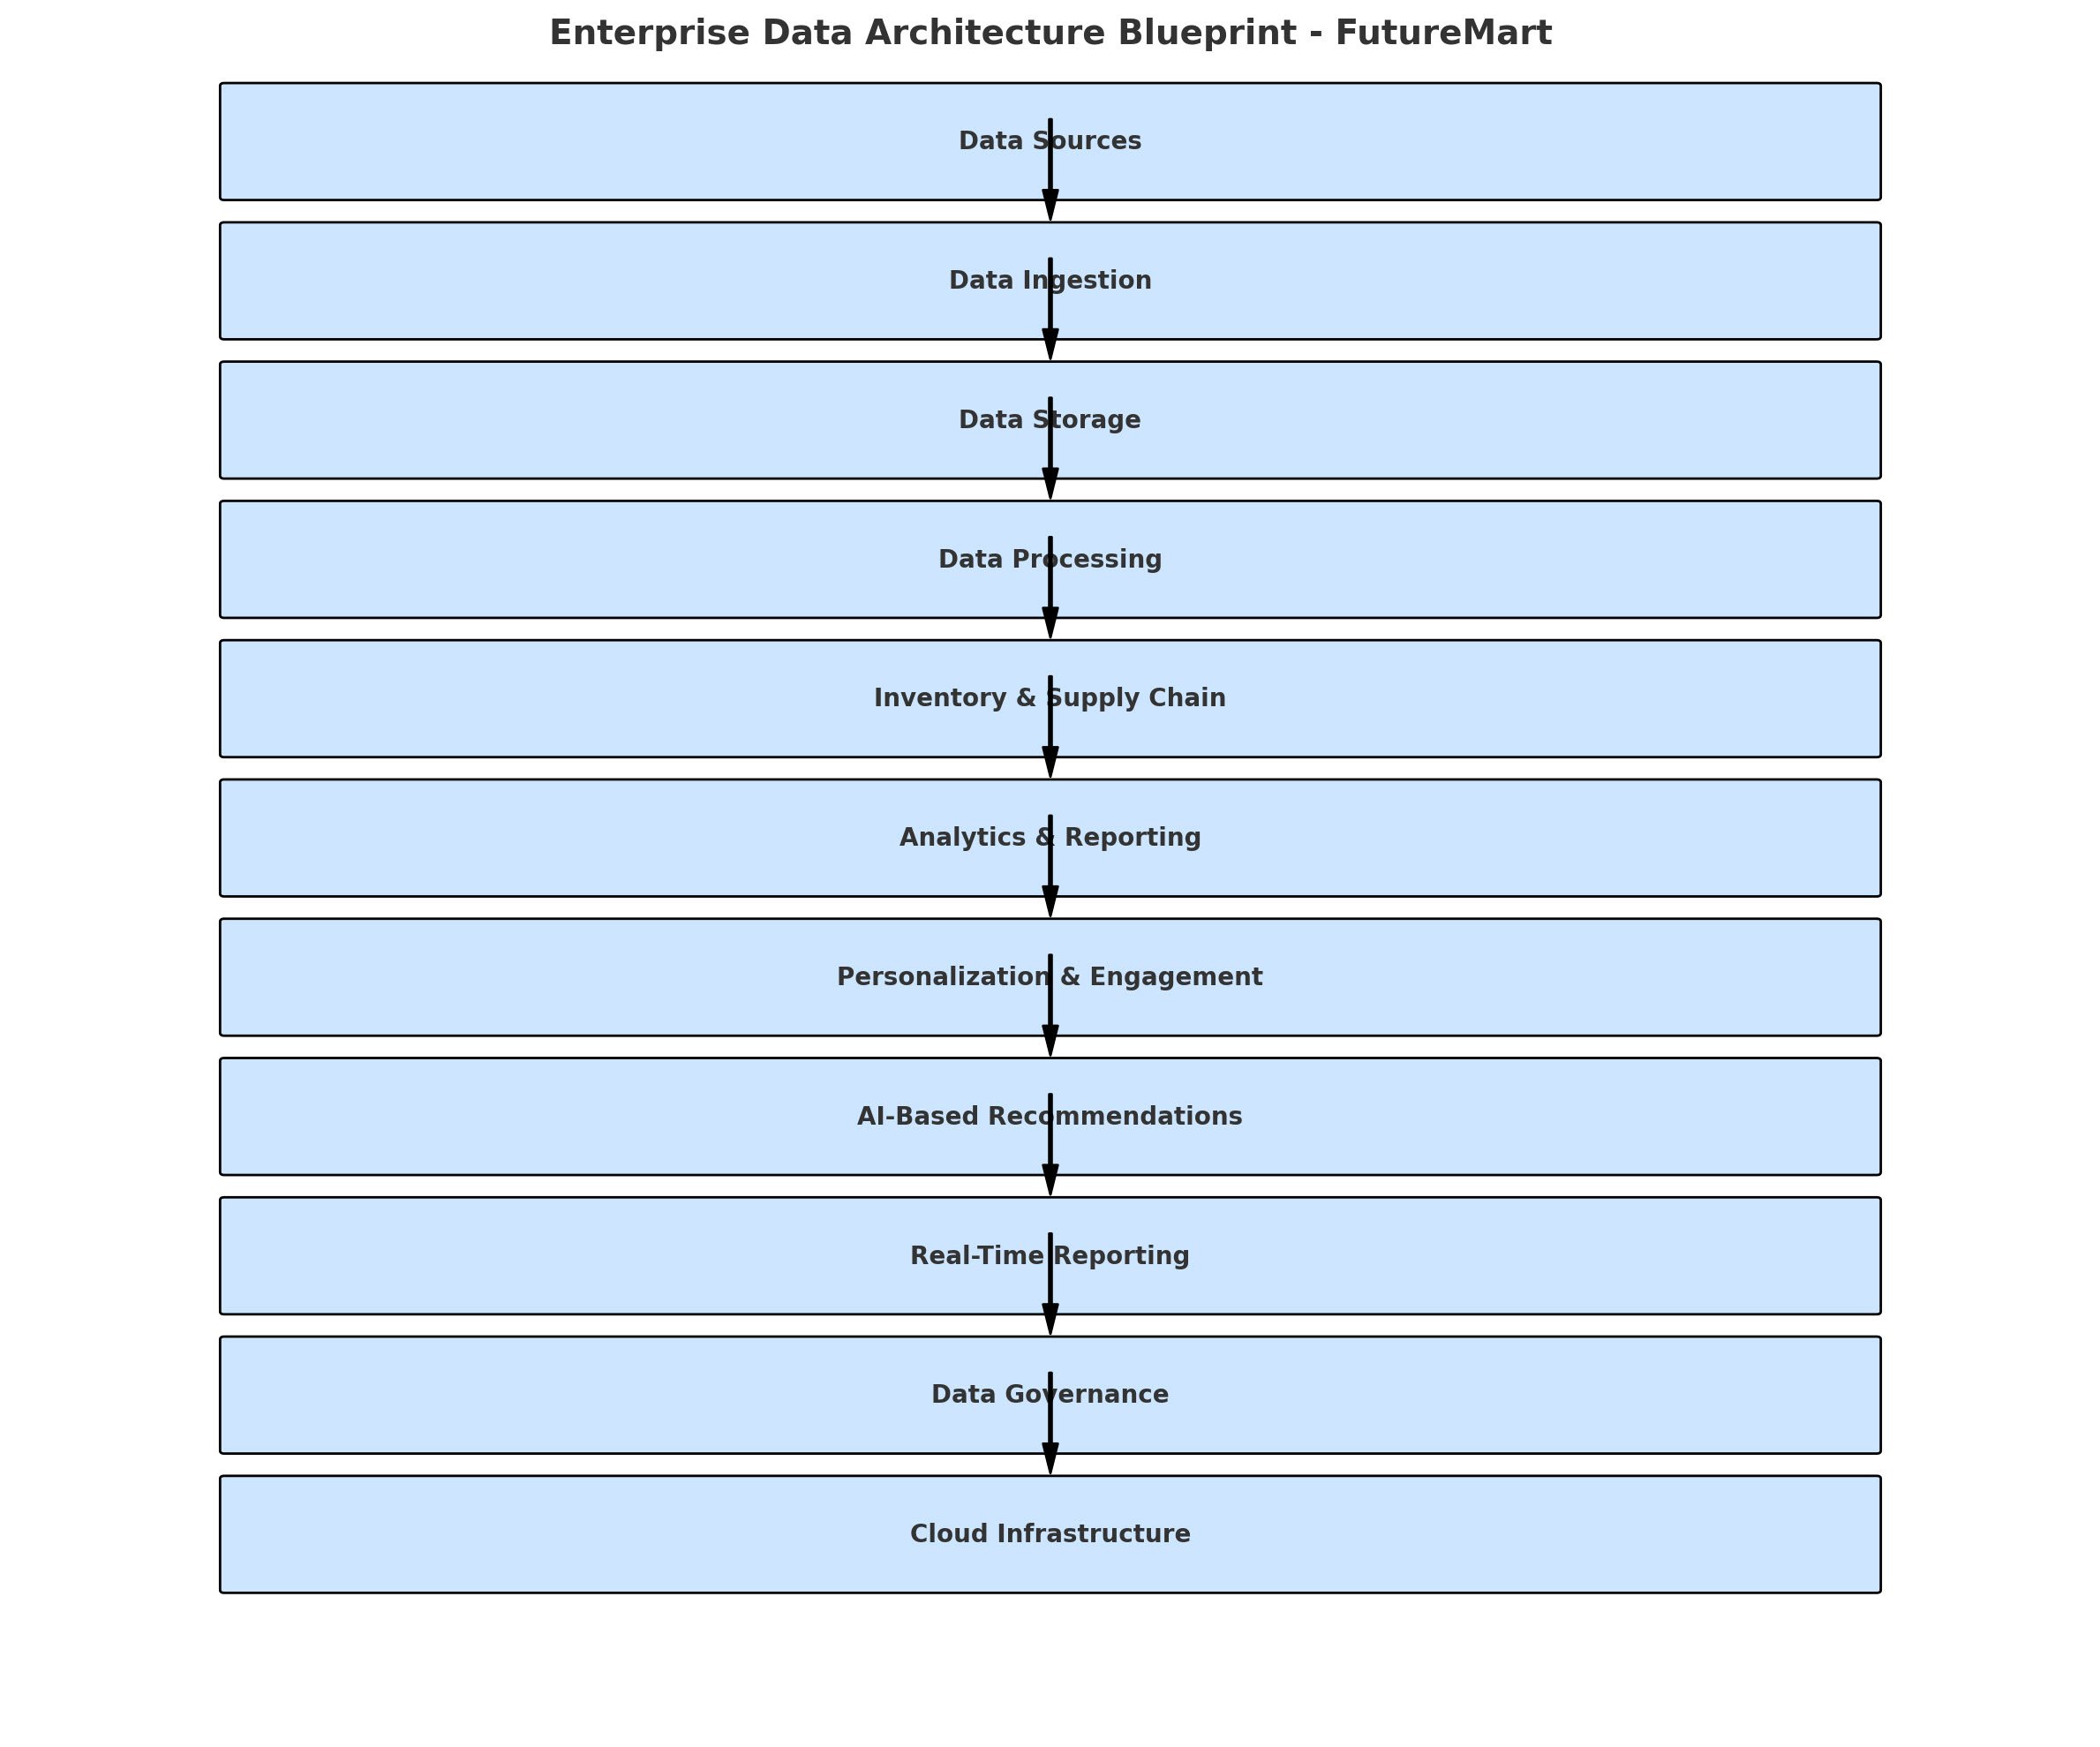 Enterprise Data Architecture Blueprint - FutureMart
Data Sources
Data Ingestion
Data Storage
Data Processing
Inventory & Supply Chain
Analytics & Reporting
Personalization & Engagement
AI-Based Recommendations
Real-Time Reporting
Data Governance
Cloud Infrastructure